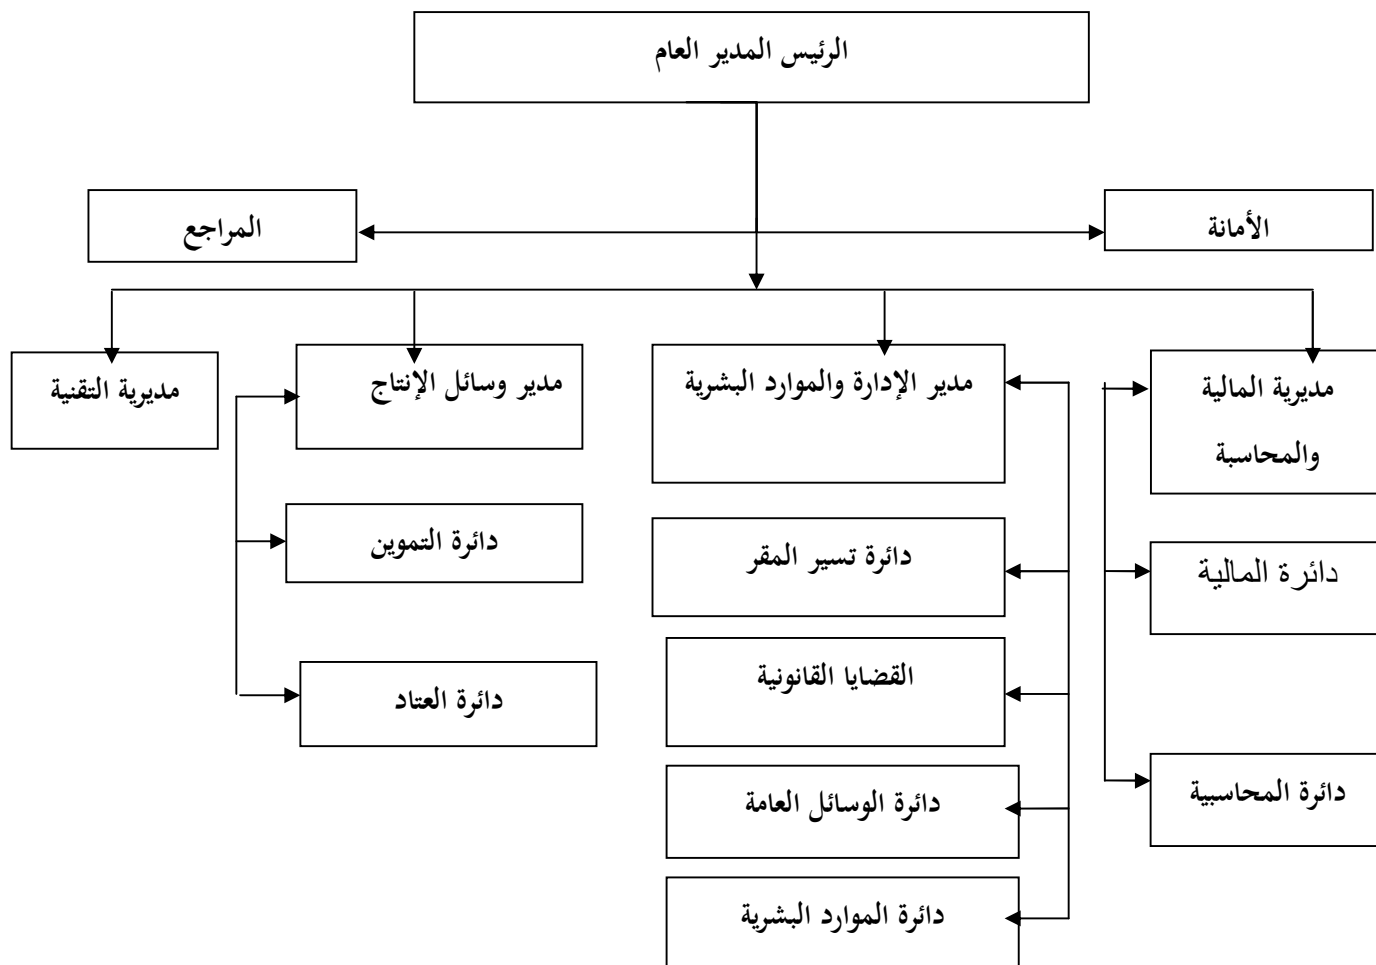 الرئيس المدير العام
الأمانة
المراجع
مديرية المالية
والمحاسبة
مدير الإدارة والموارد البشرية
مدير وسائل الإنتاج
مديرية التقنية
دائرة المالية
دائرة تسير المقر
دائرة التموين
القضايا القانونية
دائرة العتاد
دائرة المحاسبية
دائرة الوسائل العامة
دائرة الموارد البشرية